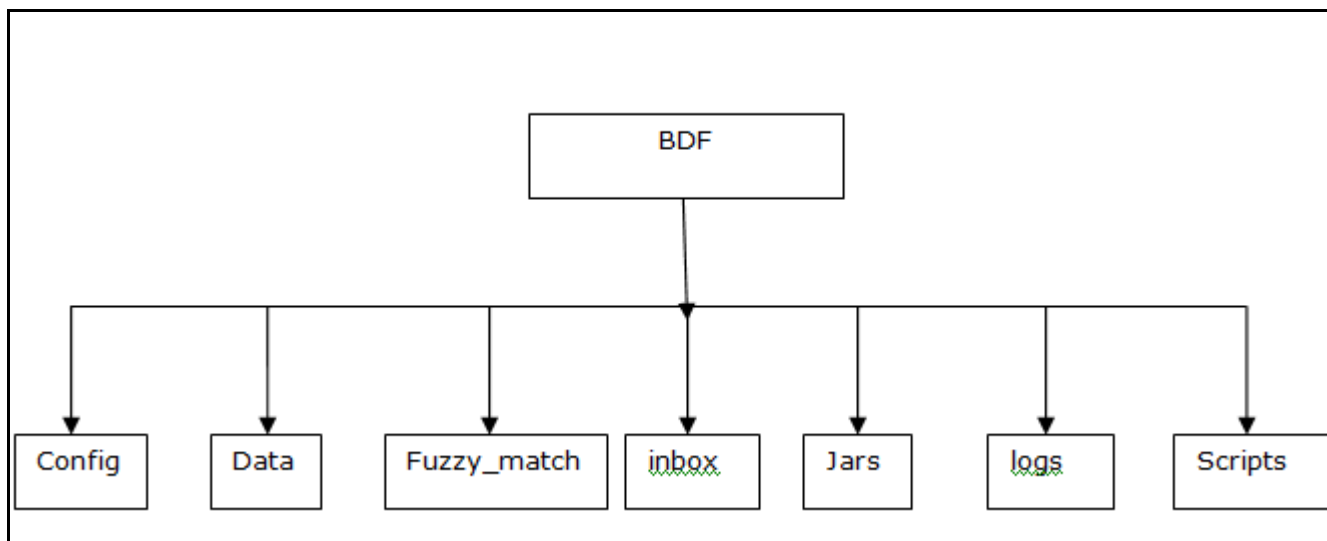 BDF
Config
Data
Fuzzy_match
inbox
Jars
logs
Scripts